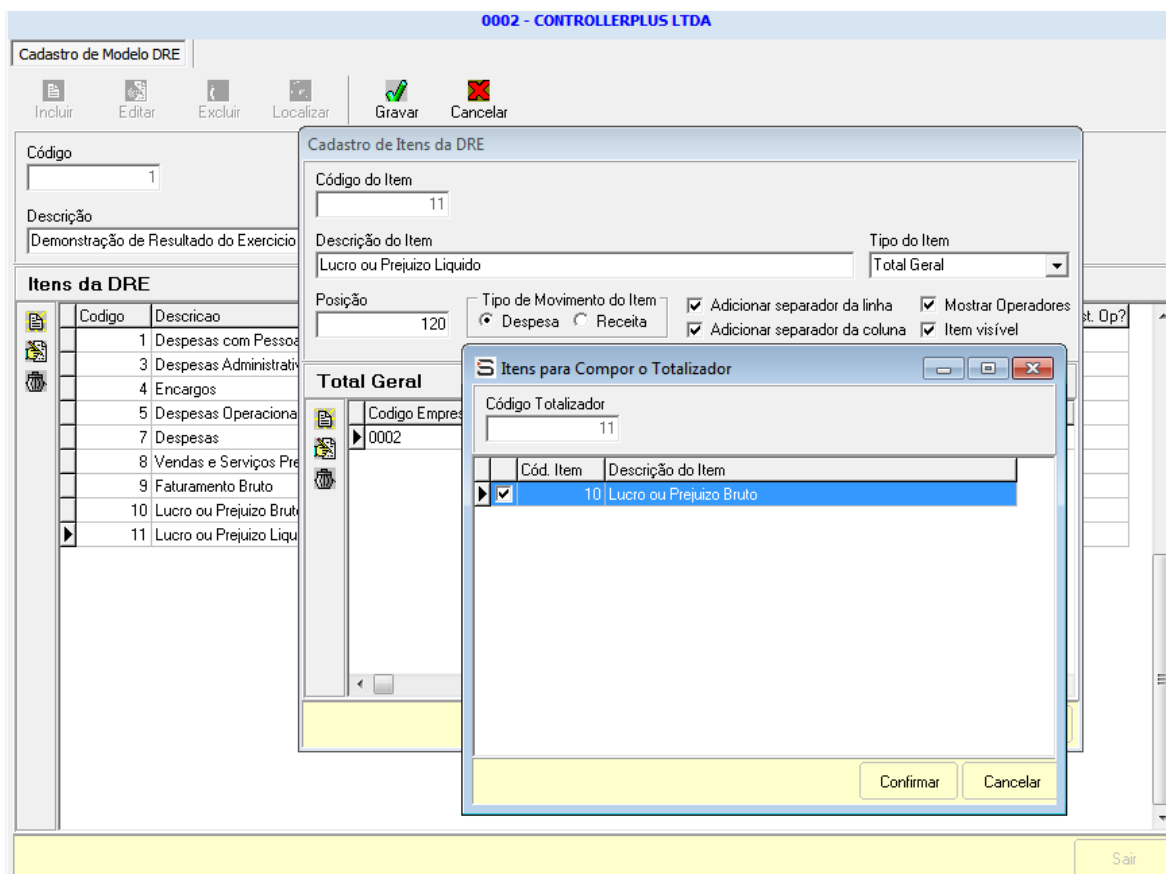 0002 - CONTROLLERPLUS LTDA
Cadastro de Modelo DRE
Incluir Editar Excluir Localizar Gravar Cancelar
Código
1
Descrição
Demonstração de Resultado do Exercicio
Itens da DRE
Codigo Descricao
1 Despesas com Pessoa
3 Despesas Administrativ
4 Encargos
5 Despesas Operaciona
7 Despesas
8 Vendas e Serviços Pre
9 Faturamento Bruto
10 Lucro ou Prejuizo Brut
11 Lucro ou Prejuizo Liqu
st. Op?
Cadastro de Itens da DRE
Código do Item
11
Descrição do Item Tipo do Item
Lucro ou Prejuizo Liquido Total Geral
Posição Tipo de Movimento do Item Adicionar separador da linha Mostrar Operadores
120 Despesa Receita Adicionar separador da coluna Item visível
Total Geral
Codigo Empres
0002
Itens para Compor o Totalizador
Código Totalizador
11
Cód. Item Descrição do Item
10 Lucro ou Prejuizo Bruto
Confirmar Cancelar
Sair